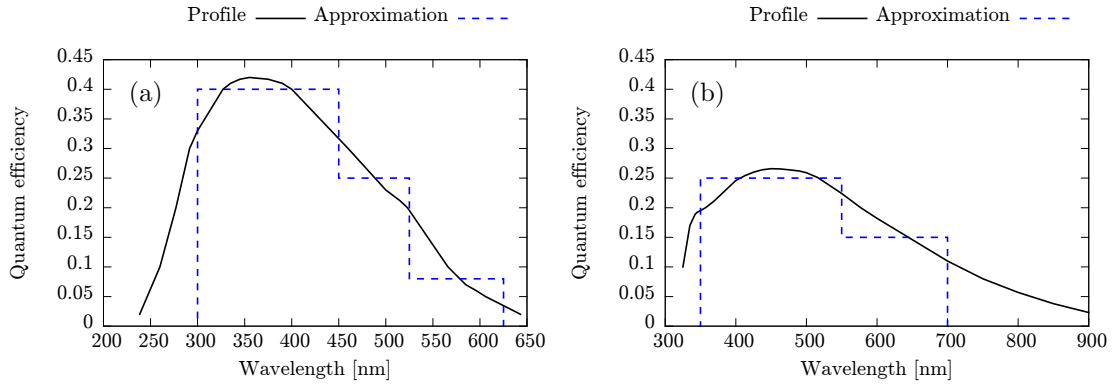 Profile Approximation
0.45
0.4
0.35
0.3
0.25
0.2
0.15
0.1
0.05
0
200 250 300 350 400 450 500 550 600 650
Quantum efficiency
Wavelength [nm]
(a)
Profile Approximation
0.45
0.4
0.35
0.3
0.25
0.2
0.15
0.1
0.05
0
300 400 500 600 700 800 900
Quantum efficiency
Wavelength [nm]
(b)